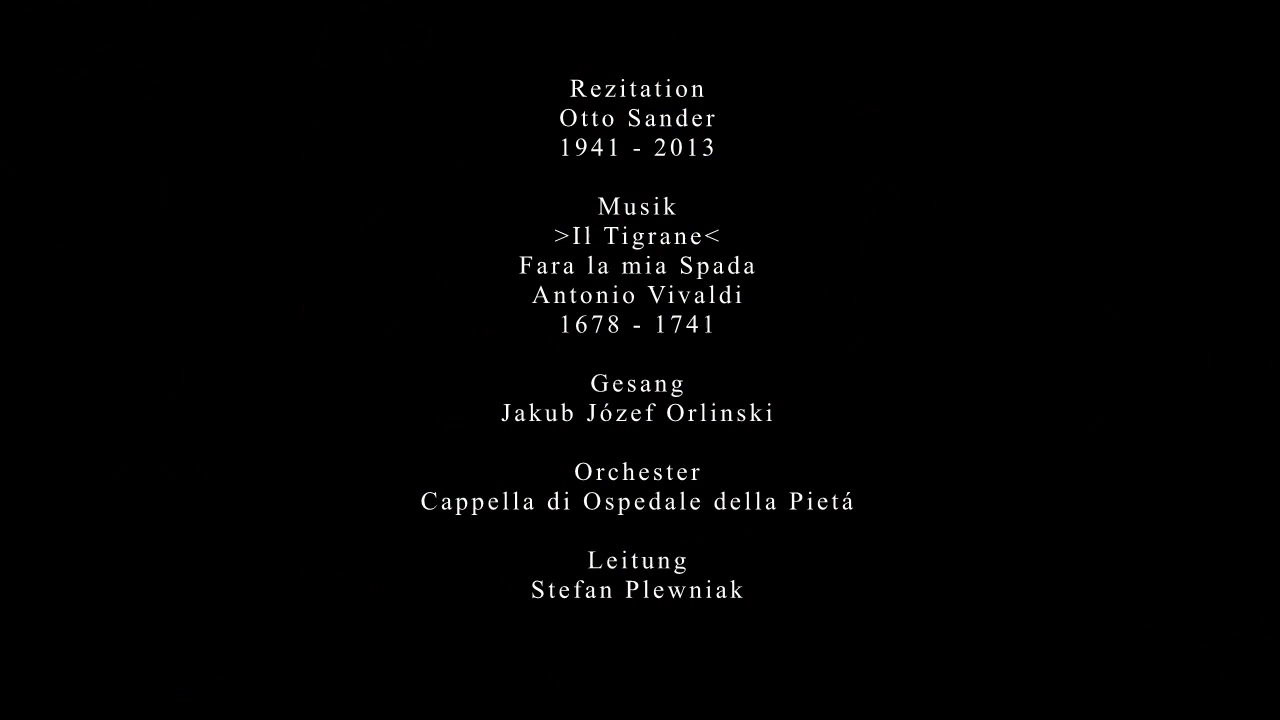 Rezitation
Otto Sander
1941 - 2013
Musik
>Il Tigrane<
Fara la mia Spada
Antonio Vivaldi
1678 - 1741
Gesang
Jakub Józef Orlinski
Orchester
Cappella di Ospedale della Pietá
Leitung
Stefan Plewniak